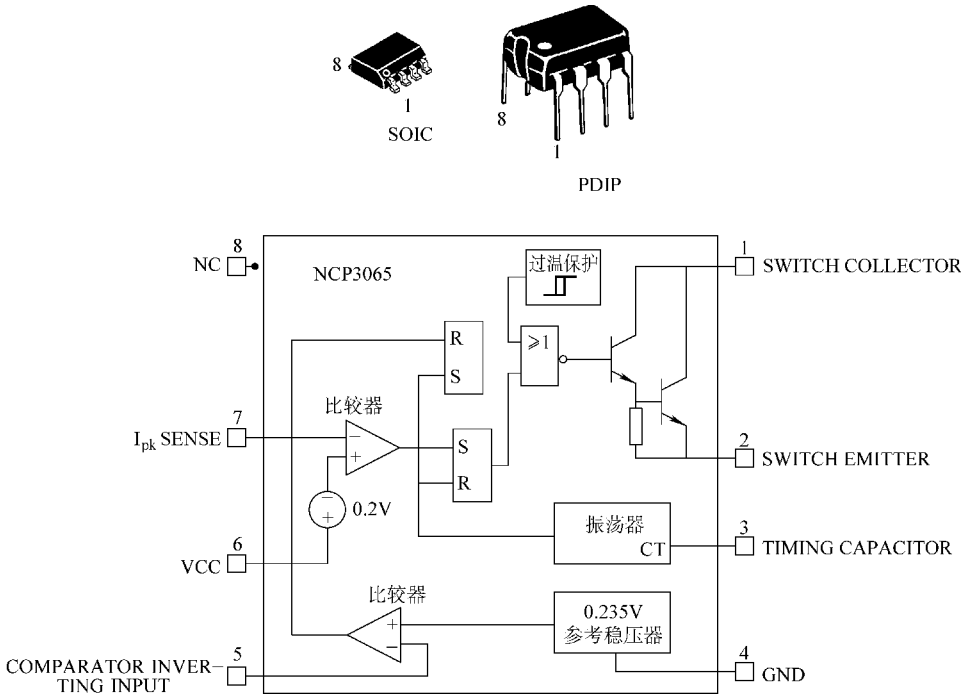 8
1
SOIC
8
1
PDIP
8
NC
NCP3065
过温保护
1
SWITCH COLLECTOR
R
S
≥1
比较器
7
Ipk SENSE
−
+
S
R
2
SWITCH EMITTER
−
+
0.2V
振荡器
CT
3
TIMING CAPACITOR
6
VCC
比较器
+
−
0.235V
参考稳压器
5
COMPARATOR INVER−
TING INPUT
4
GND